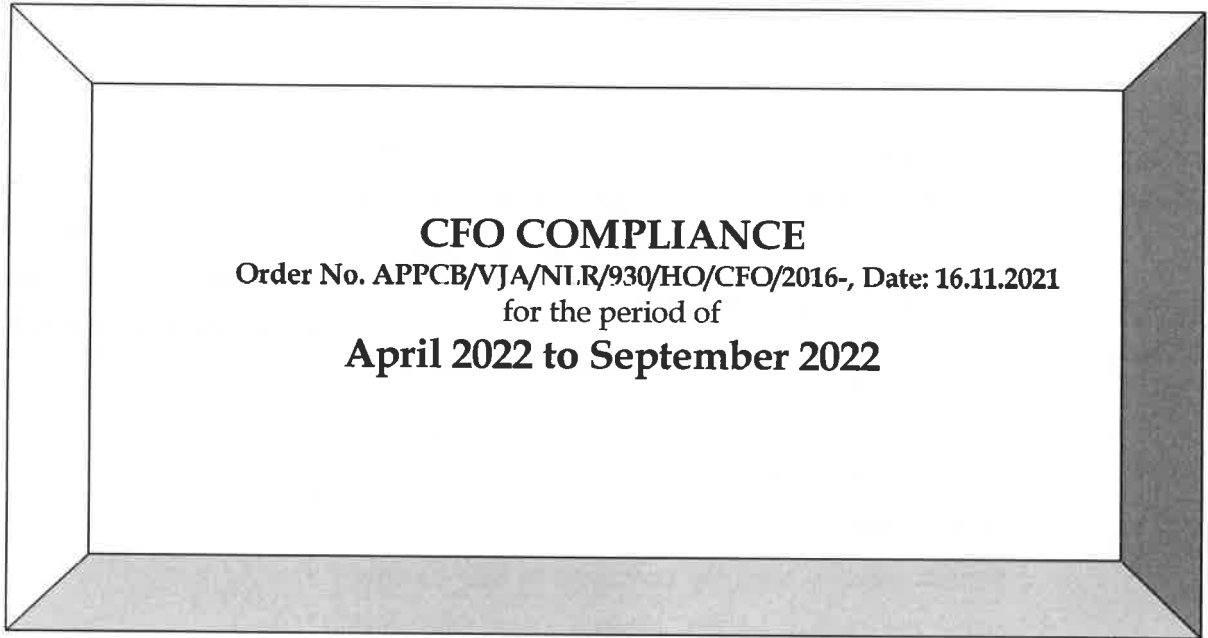 CFO COMPLIANCE
Order No. APPCB/VJA/NLR/930/HO/CFO/2016-, Date: 16.11.2021
for the period of
April 2022 to September 2022